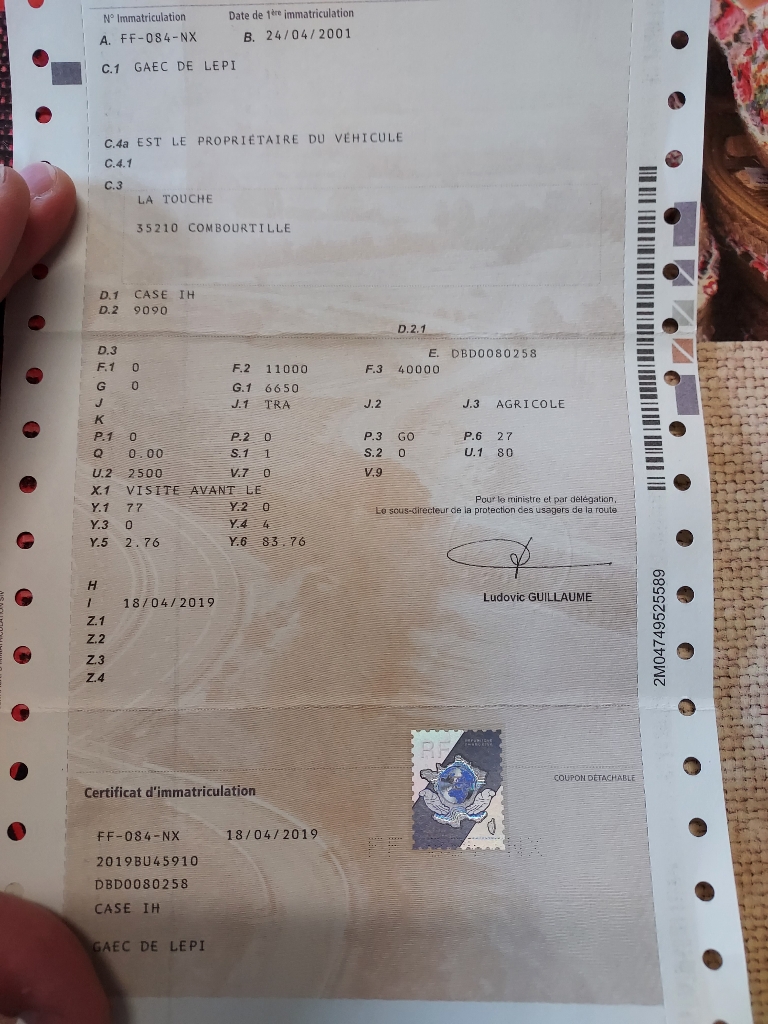 N° Immatriculation Date de 1ère immatriculation
A. FF-084-NX B. 24/04/2001
C.1 GAEC DE LEPI
C.4a EST LE PROPRIÉTAIRE DU VÉHICULE
C.4.1
C.3
LA TOUCHE
35210 COMBOURTILLE
D.1 CASE IH
D.2 9090
D.2.1
D.3 E. DBD0080258
F.1 0 F.2 11000 F.3 40000
G 0 G.1 6650
J J.1 TRA J.2 J.3 AGRICOLE
K
P.1 0 P.2 0 P.3 GO P.6 27
Q 0.00 S.1 1 S.2 0 U.1 80
U.2 2500 V.7 0 V.9
X.1 VISITE AVANT LE
Y.1 77 Y.2 0
Y.3 0 Y.4 4
Y.5 2.76 Y.6 83.76
Pour le ministre et par délégation,
Le sous-directeur de la protection des usagers de la route
Ludovic GUILLAUME
H
I 18/04/2019
Z.1
Z.2
Z.3
Z.4
2M04749525589
RF
COUPON DÉTACHABLE
Certificat d'immatriculation
FF-084-NX 18/04/2019
2019BU45910
DBD0080258
CASE IH
GAEC DE LEPI